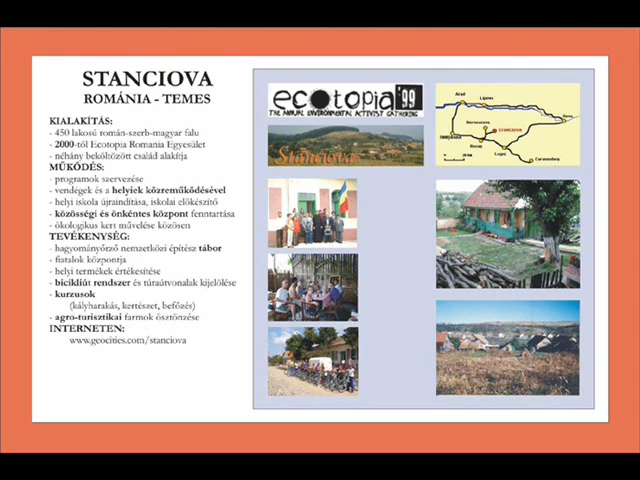 STANCIOVA
ROMÁNIA - TEMES
KIALAKÍTÁS:
- 450 lakosú román-szerb-magyar falu
- 2000-től Ecotopia Romania Egyesület
- néhány beköltözött család alakítja
MŰKÖDÉS:
- programok szervezése
- vendégek és a helyiek közreműködésével
- helyi iskola újraindítása, iskolai előkészítő
- közösségi és önkéntes központ fenntartása
- ökologikus kert művelése közösen
TEVÉKENYSÉG:
- hagyományőrző nemzetközi építész tábor
- fiatalok központja
- helyi termékek értékesítése
- bicikliút rendszer és túraútvonalak kijelölése
- kurzusok
(kályharakás, kertészet, befőzés)
- agro-turisztikai farmok ösztönzése
INTERNETEN:
www.geocities.com/stanciova
ecotopia '99
THE ANNUAL ENVIRONMENTAL ACTIVIST GATHERING
Stanciova
Arad
Lipova
Deva
STANCIOVA
Recas
Lugoj
Caransebes